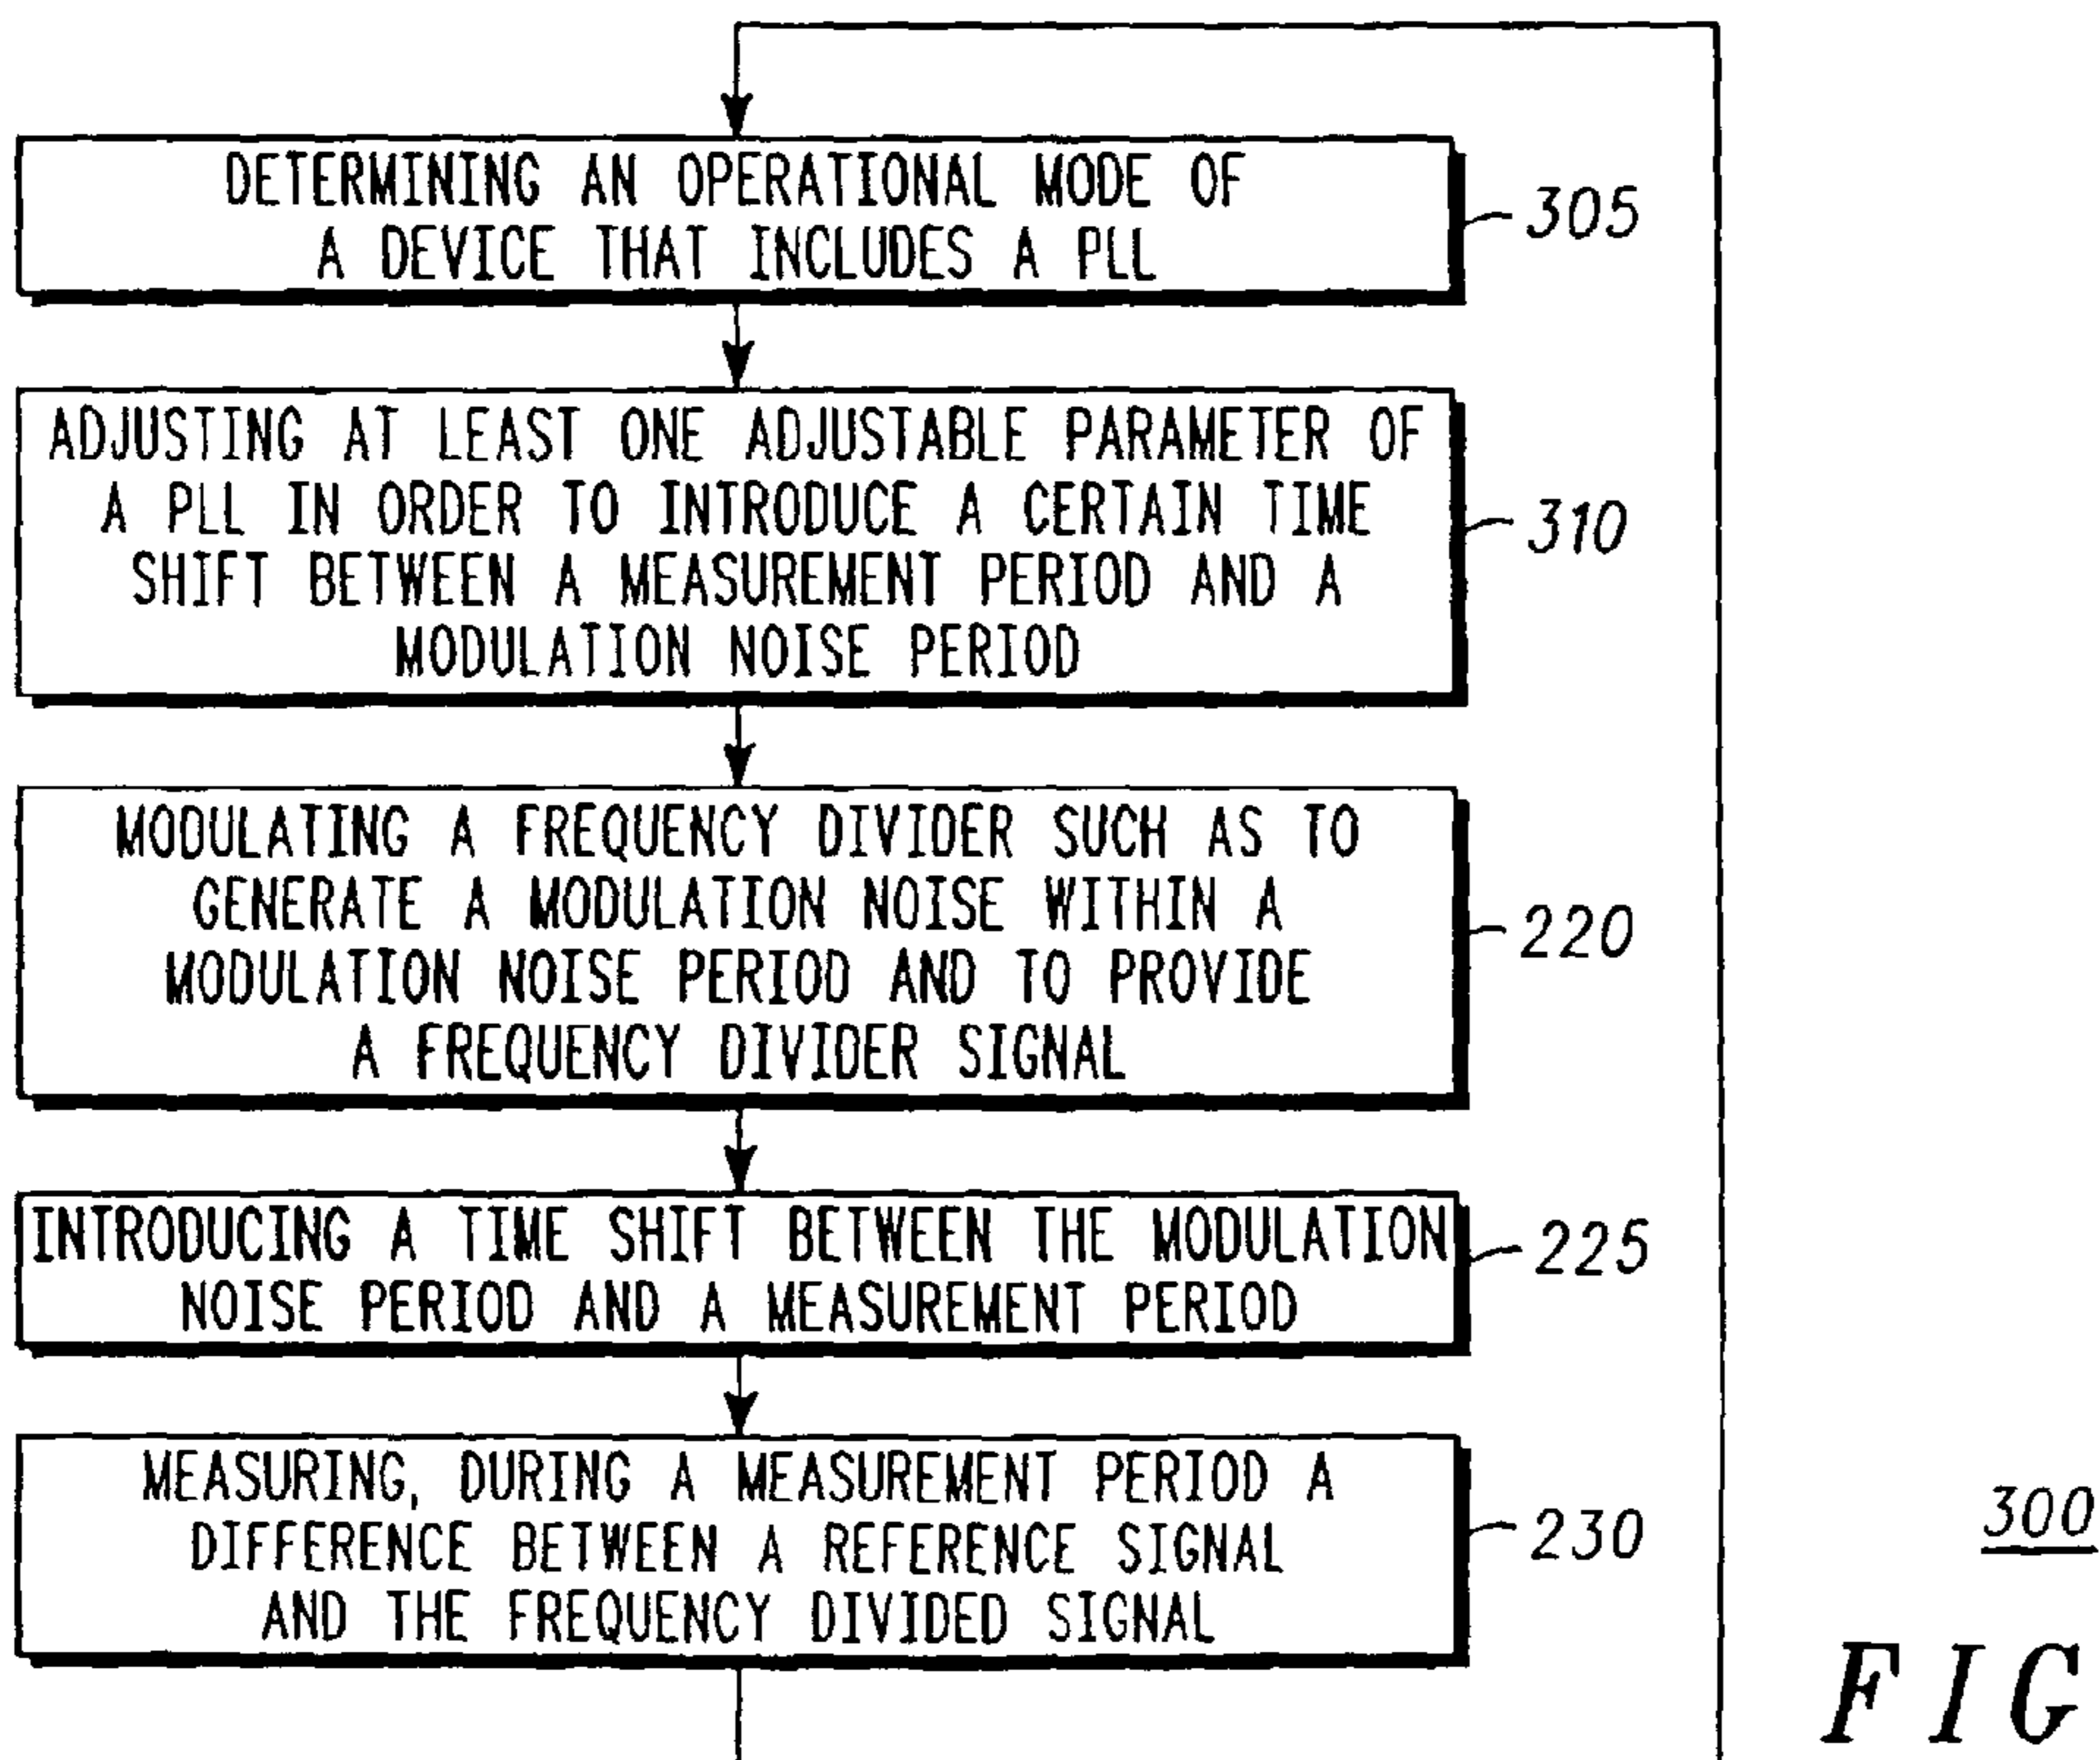 DETERMINING AN OPERATIONAL MODE OF
A DEVICE THAT INCLUDES A PLL
305
ADJUSTING AT LEAST ONE ADJUSTABLE PARAMETER OF
A PLL IN ORDER TO INTRODUCE A CERTAIN TIME
SHIFT BETWEEN A MEASUREMENT PERIOD AND A
MODULATION NOISE PERIOD
310
MODULATING A FREQUENCY DIVIDER SUCH AS TO
GENERATE A MODULATION NOISE WITHIN A
MODULATION NOISE PERIOD AND TO PROVIDE
A FREQUENCY DIVIDER SIGNAL
220
INTRODUCING A TIME SHIFT BETWEEN THE MODULATION
NOISE PERIOD AND A MEASUREMENT PERIOD
225
MEASURING, DURING A MEASUREMENT PERIOD A
DIFFERENCE BETWEEN A REFERENCE SIGNAL
AND THE FREQUENCY DIVIDED SIGNAL
230
300
FIG